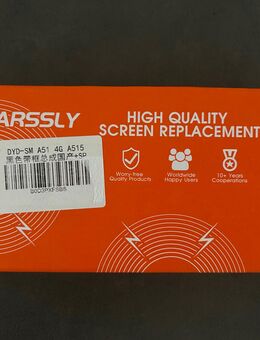 ARSSLY
HIGH QUALITY
SCREEN REPLACEMENT
DYD-SM A51 4G A515
黑色带框总成国产+SP
Worry-free
Quality Products
Worldwide
Happy Users
10+ Years
Cooperations